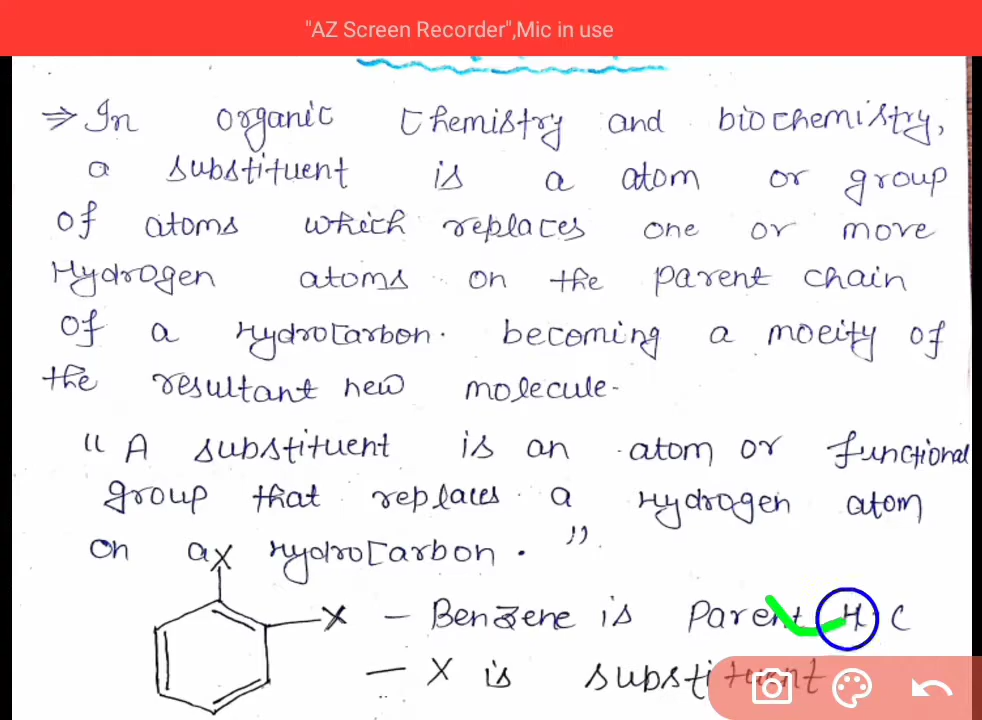 "AZ Screen Recorder",Mic in use
⇒ In organic Chemistry and biochemistry,
a substituent is a atom or group
of atoms which replaces one or more
Hydrogen atoms on the parent chain
of a Hydrocarbon. becoming a moeity of
the resultant new molecule-
"A substituent is an atom or functional
group that replaces a Hydrogen atom
on a Hydrocarbon."
X
X - Benzene is Parent H.C
- X is substituent